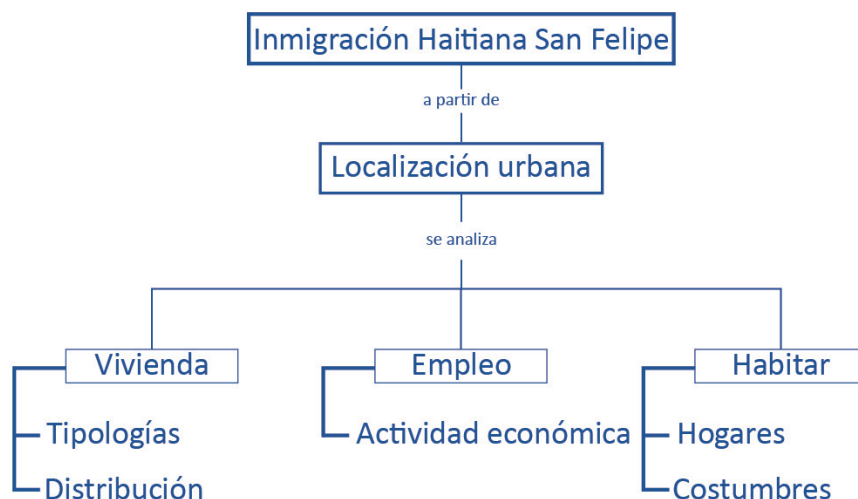 Inmigración Haitiana San Felipe
a partir de
Localización urbana
se analiza
Vivienda
Tipologías
Distribución
Empleo
Actividad económica
Habitar
Hogares
Costumbres